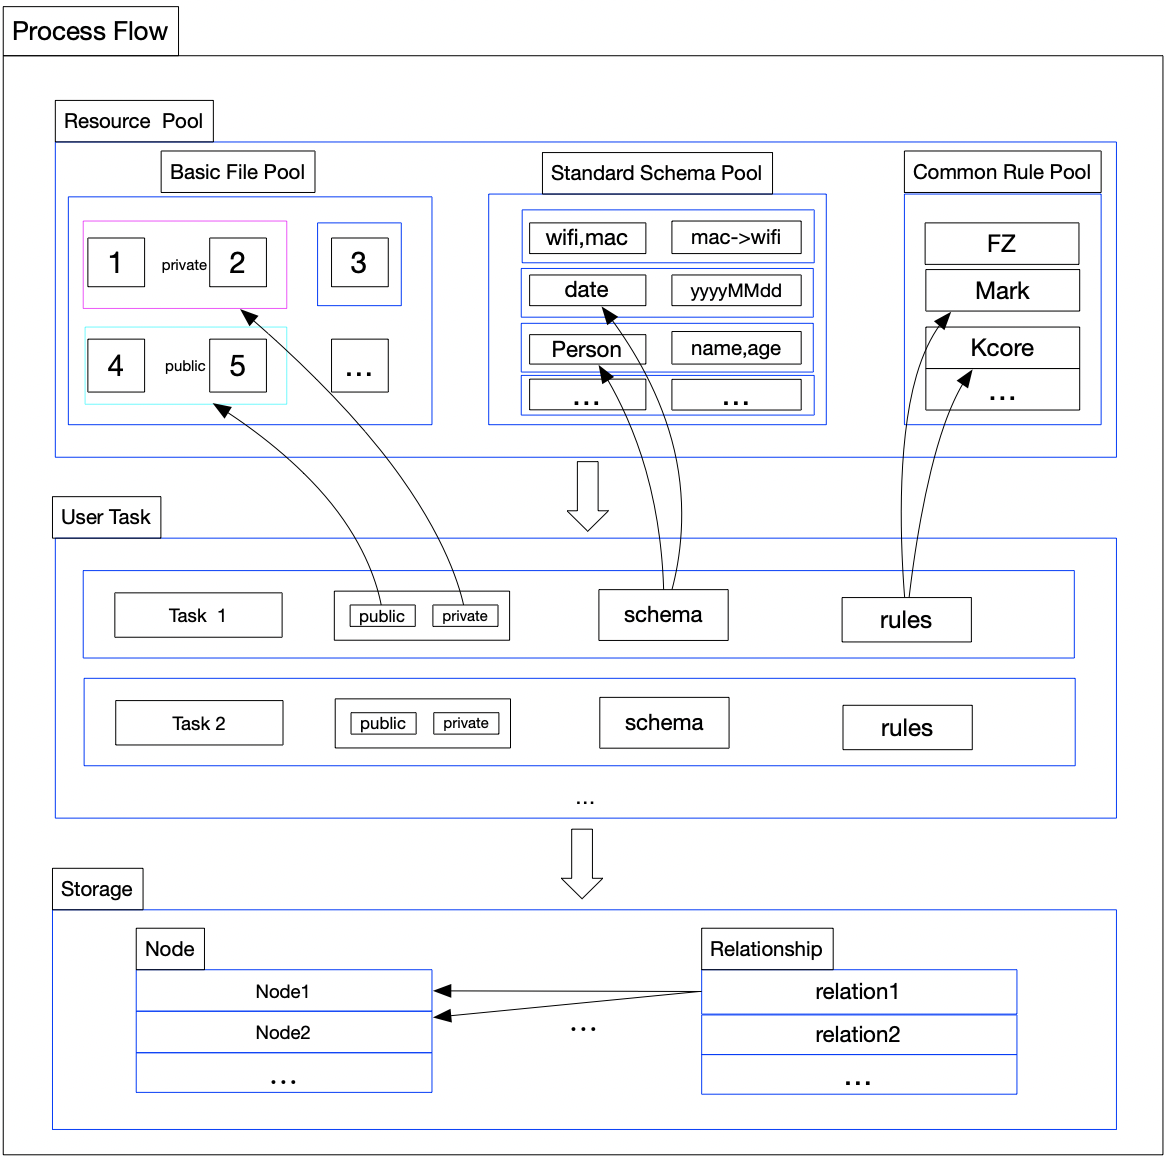 Process Flow
Resource Pool
Basic File Pool
Standard Schema Pool
Common Rule Pool
1 private 2 3
4 public 5 ...
wifi,mac mac->wifi
date yyyyMMdd
Person name,age
... ...
FZ
Mark
Kcore
...
User Task
Task 1 public private schema rules
Task 2 public private schema rules
...
Storage
Node
Node1
Node2
...
...
Relationship
relation1
relation2
...